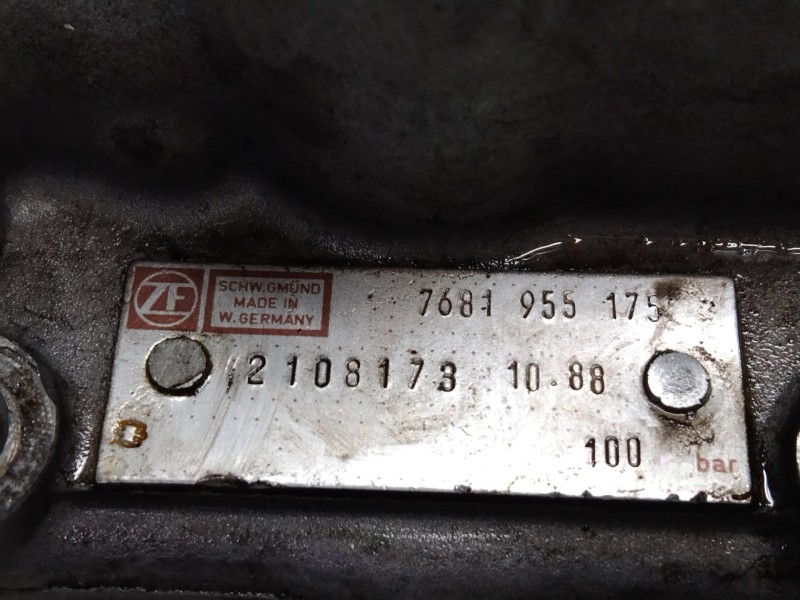 ZF SCHW.GMÜND
MADE IN
W. GERMANY
7681 955 175
2108173 10.88
100 bar